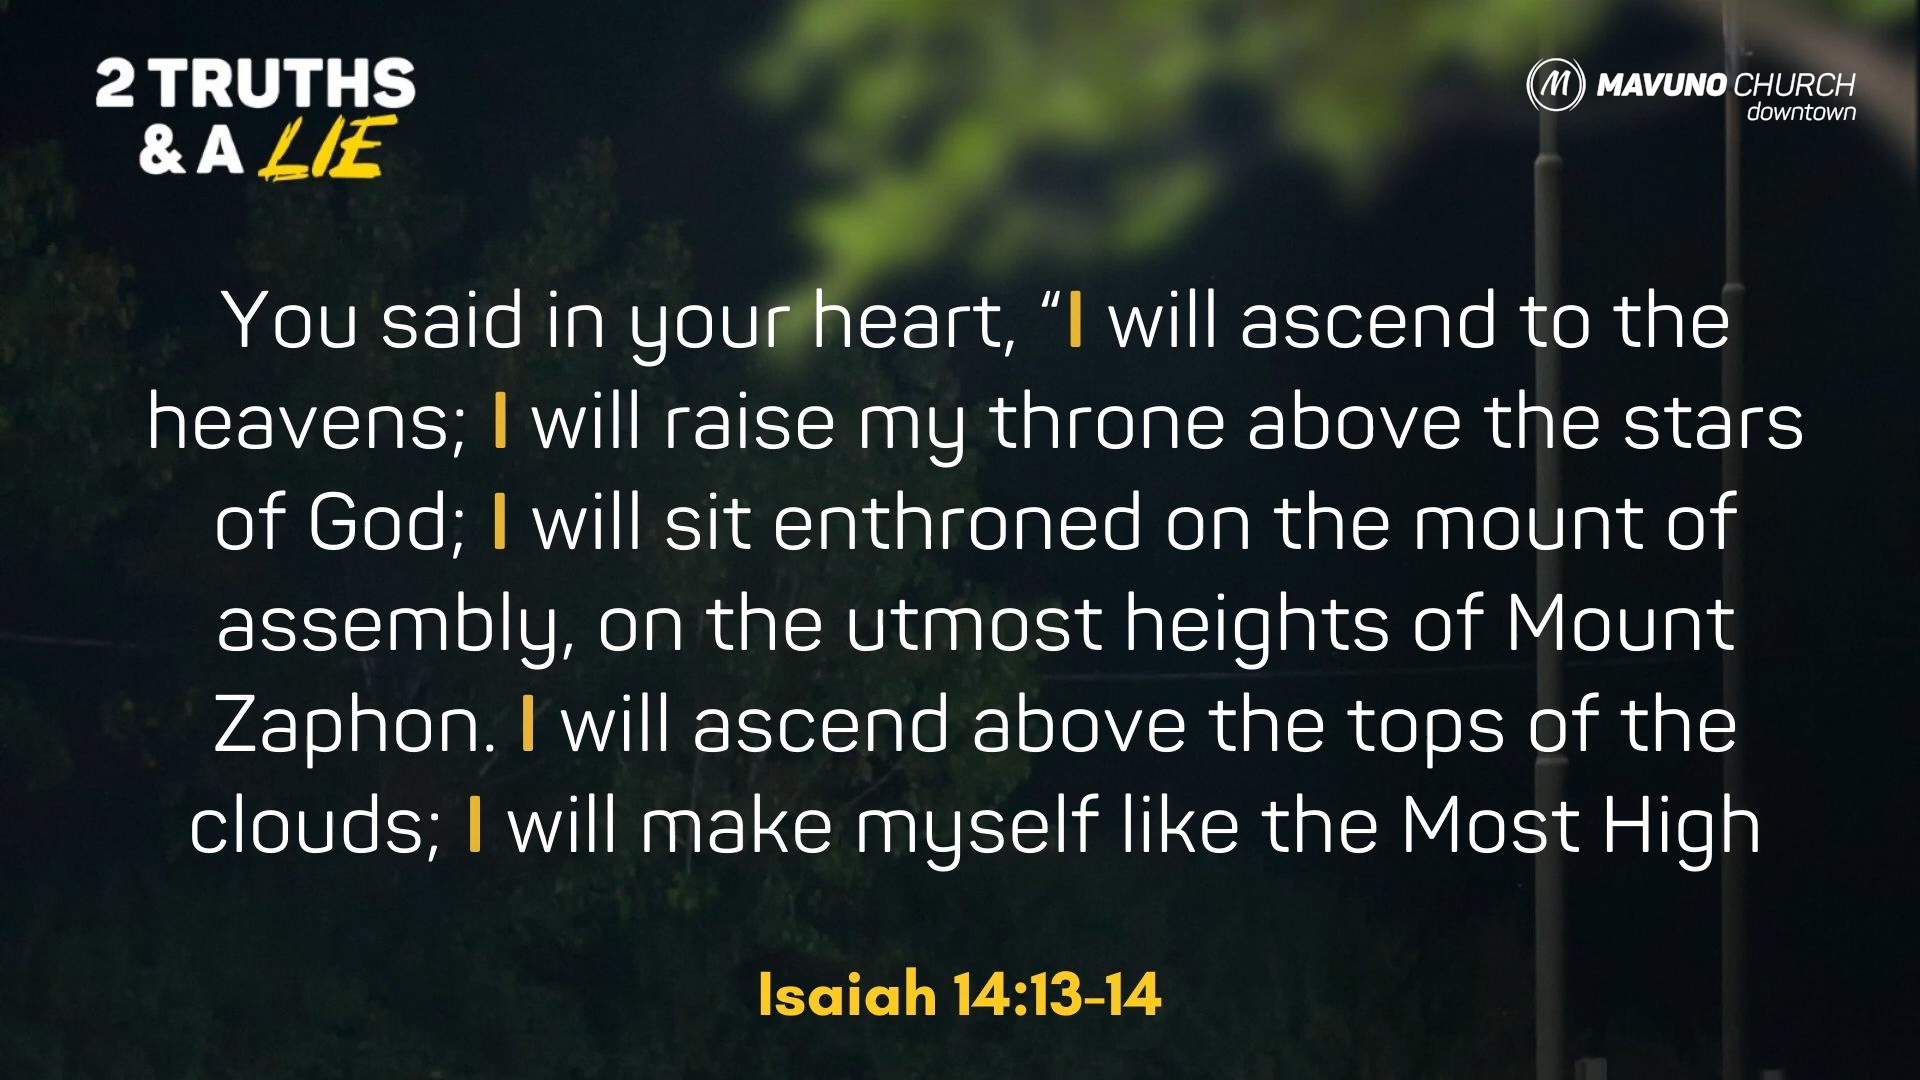 2 TRUTHS
& A LIE
M MAVUNO CHURCH
downtown
You said in your heart, “I will ascend to the
heavens; I will raise my throne above the stars
of God; I will sit enthroned on the mount of
assembly, on the utmost heights of Mount
Zaphon. I will ascend above the tops of the
clouds; I will make myself like the Most High
Isaiah 14:13-14